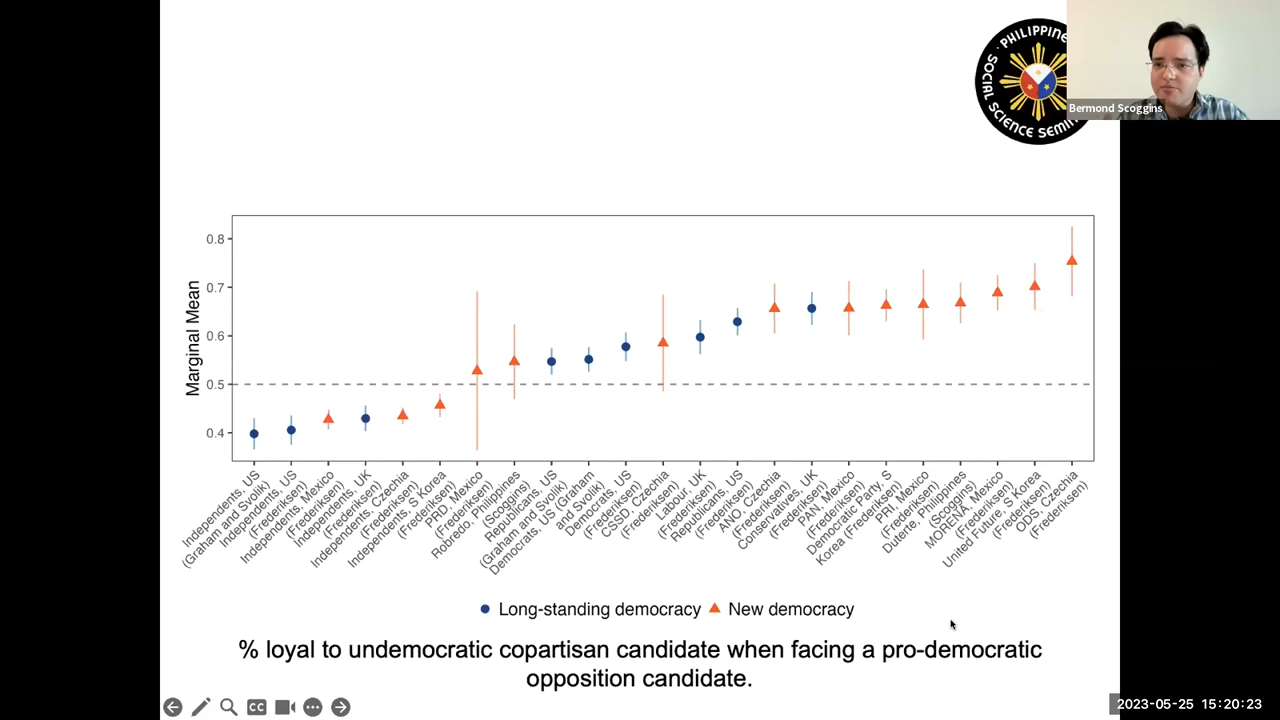 PHILIPPINE
SOCIAL SCIENCE SEMIN
Bermond Scoggins
Marginal Mean
0.8
0.7
0.6
0.5
0.4
Independents, US
(Graham and Svolik)
Independents, US
(Frederiksen)
Independents, Mexico
(Frederiksen)
Independents, UK
(Frederiksen)
Independents, Czechia
(Frederiksen)
Independents, S Korea
(Frederiksen)
PRD, Mexico
(Frederiksen)
Robredo, Philippines
(Scoggins)
Republicans, US
(Graham and Svolik)
Democrats, US (Graham
and Svolik)
Democrats, US
(Frederiksen)
CSSD, Czechia
(Frederiksen)
Labour, UK
(Frederiksen)
Republicans, US
(Frederiksen)
ANO, Czechia
(Frederiksen)
Conservatives, UK
(Frederiksen)
PAN, Mexico
(Frederiksen)
Democratic Party, S
Korea (Frederiksen)
PRI, Mexico
(Frederiksen)
Duterte, Philippines
(Scoggins)
MORENA, Mexico
(Frederiksen)
United Future, S Korea
(Frederiksen)
ODS, Czechia
(Frederiksen)
Long-standing democracy
New democracy
% loyal to undemocratic copartisan candidate when facing a pro-democratic
opposition candidate.
CC
2023-05-25 15:20:23